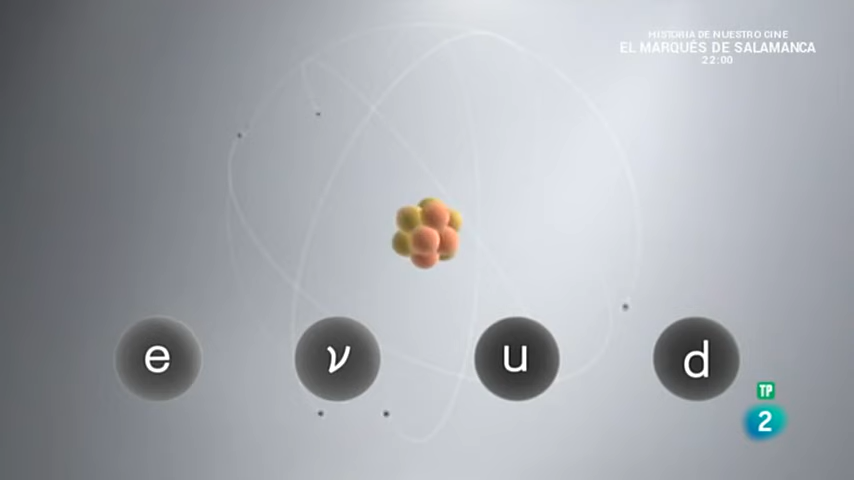 HISTORIA DE NUESTRO CINE
EL MARQUÉS DE SALAMANCA
22:00
e ν u d
TP
2